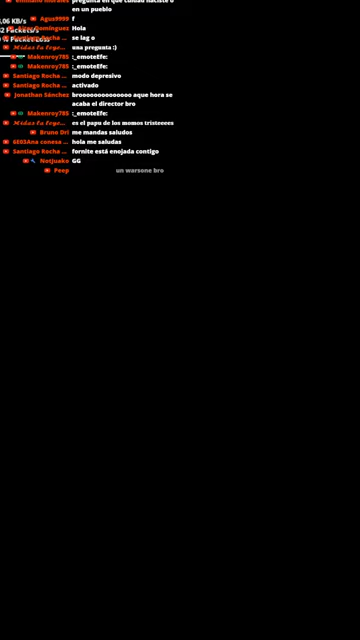 pregunta en que cuidad naciste o
en un pueblo
Agus9999 f
Hola
se lag o
una pregunta :)
Makenroy785 :_emoteEfe:
Makenroy785 :_emoteEfe:
Santiago Rocha ... modo depresivo
Santiago Rocha ... activado
Jonathan Sánchez broooooooooooooo aque hora se
acaba el director bro
Makenroy785 :_emoteEfe:
es el papu de los momos tristeeees
Bruno Dri me mandas saludos
hola me saludas
Santiago Rocha ... fornite está enojada contigo
NotJuako GG
Peep un warsone bro